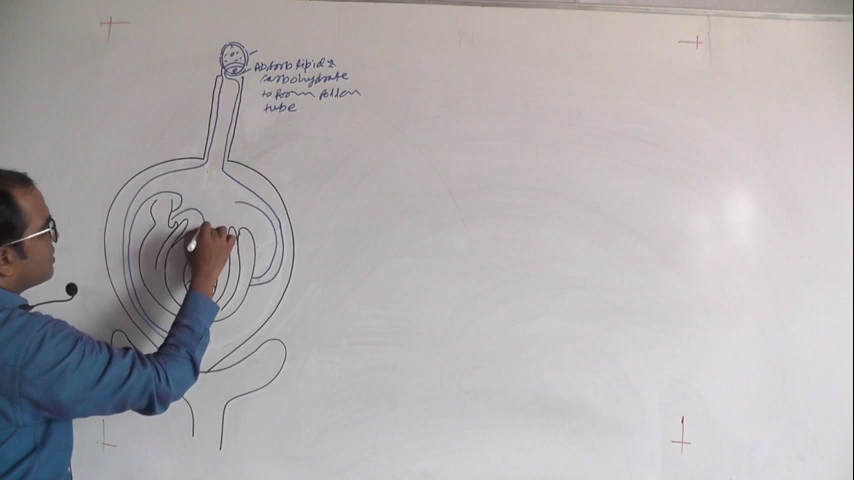 Absorb lipid &
carbohydrate
to form pollen
tube